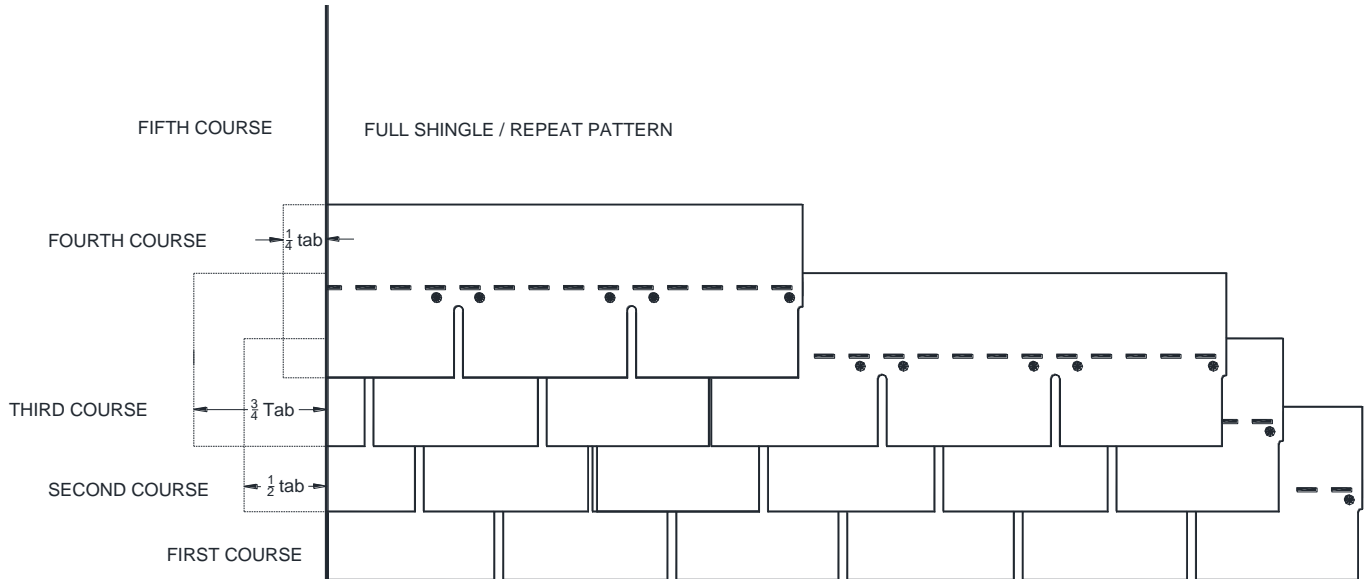 FIFTH COURSE
FULL SHINGLE / REPEAT PATTERN
FOURTH COURSE
1/4 tab
THIRD COURSE
3/4 Tab
SECOND COURSE
1/2 tab
FIRST COURSE